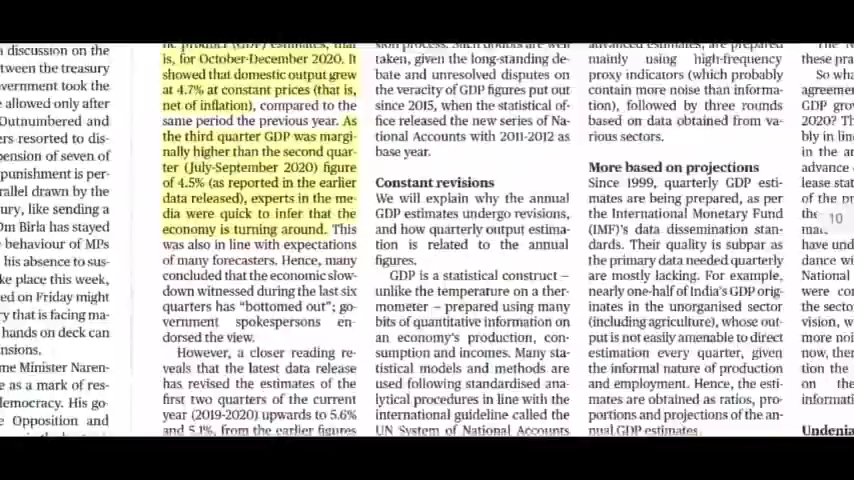 a discussion on the
tween the treasury
vernment took the
allowed only after
Outnumbered and
ers resorted to dis-
pension of seven of
punishment is per-
rallel drawn by the
ury, like sending a
Om Birla has stayed
behaviour of MPs
his absence to sus-
ke place this week,
ed on Friday might
ry that is facing ma-
hands on deck can
nsions.
me Minister Naren-
e as a mark of res-
democracy. His go-
e Opposition and
ne product (GDP) estimates, that
is, for October-December 2020. It
showed that domestic output grew
at 4.7% at constant prices (that is,
net of inflation), compared to the
same period the previous year. As
the third quarter GDP was margi-
nally higher than the second quar-
ter (July-September 2020) figure
of 4.5% (as reported in the earlier
data released), experts in the me-
dia were quick to infer that the
economy is turning around. This
was also in line with expectations
of many forecasters. Hence, many
concluded that the economic slow-
down witnessed during the last six
quarters has “bottomed out”; go-
vernment spokespersons en-
dorsed the view.
However, a closer reading re-
veals that the latest data release
has revised the estimates of the
first two quarters of the current
year (2019-2020) upwards to 5.6%
and 5.1%, from the earlier figures
sion process. Such doubts are well
taken, given the long-standing de-
bate and unresolved disputes on
the veracity of GDP figures put out
since 2015, when the statistical of-
fice released the new series of Na-
tional Accounts with 2011-2012 as
base year.
Constant revisions
We will explain why the annual
GDP estimates undergo revisions,
and how quarterly output estima-
tion is related to the annual
figures.
GDP is a statistical construct –
unlike the temperature on a ther-
mometer – prepared using many
bits of quantitative information on
an economy's production, con-
sumption and incomes. Many sta-
tistical models and methods are
used following standardised ana-
lytical procedures in line with the
international guideline called the
UN System of National Accounts
advanced estimates, are prepared
mainly using high-frequency
proxy indicators (which probably
contain more noise than informa-
tion), followed by three rounds
based on data obtained from va-
rious sectors.
More based on projections
Since 1999, quarterly GDP esti-
mates are being prepared, as per
the International Monetary Fund
(IMF)'s data dissemination stan-
dards. Their quality is subpar as
the primary data needed quarterly
are mostly lacking. For example,
nearly one-half of India's GDP orig-
inates in the unorganised sector
(including agriculture), whose out-
put is not easily amenable to direct
estimation every quarter, given
the informal nature of production
and employment. Hence, the esti-
mates are obtained as ratios, pro-
portions and projections of the an-
nual GDP estimates.
these pra
So wha
agreemen
GDP grov
2020? Th
bly in lin
in the ar
advance
lease stat
of the pr
the
10
have und
dance wi
National
were con
the secto
vision, w
more noi
now, ther
tion the
on the
informati
Undenia